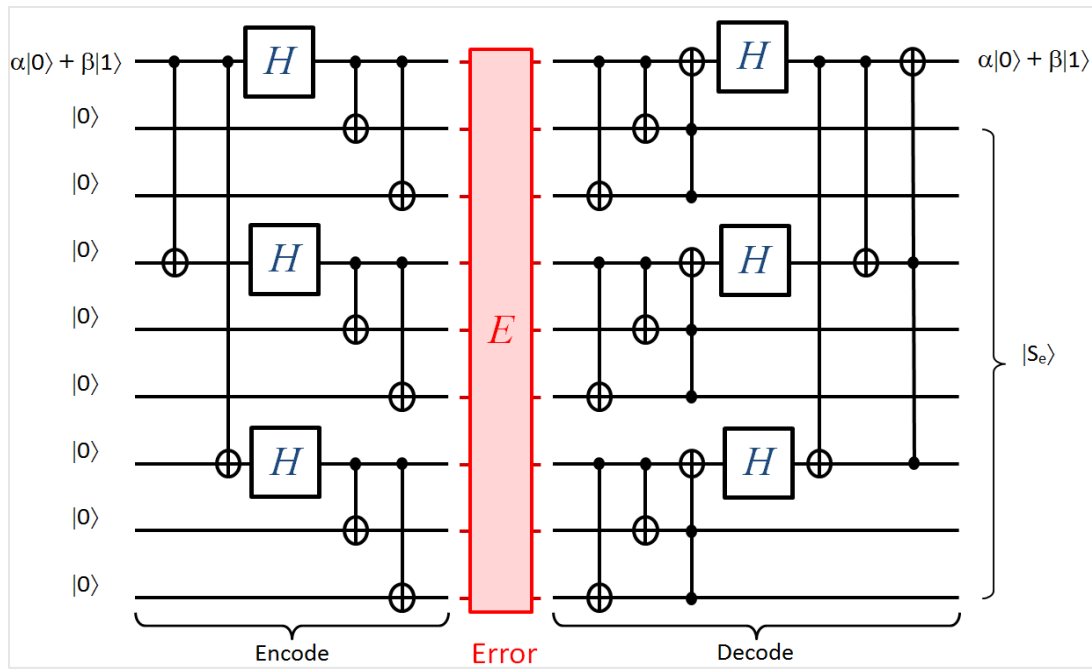 α|0⟩ + β|1⟩ H H α|0⟩ + β|1⟩
|0⟩
|0⟩
|0⟩ H H
|0⟩ E
|Sₑ⟩
|0⟩
|0⟩ H H
|0⟩
|0⟩
Encode Error Decode